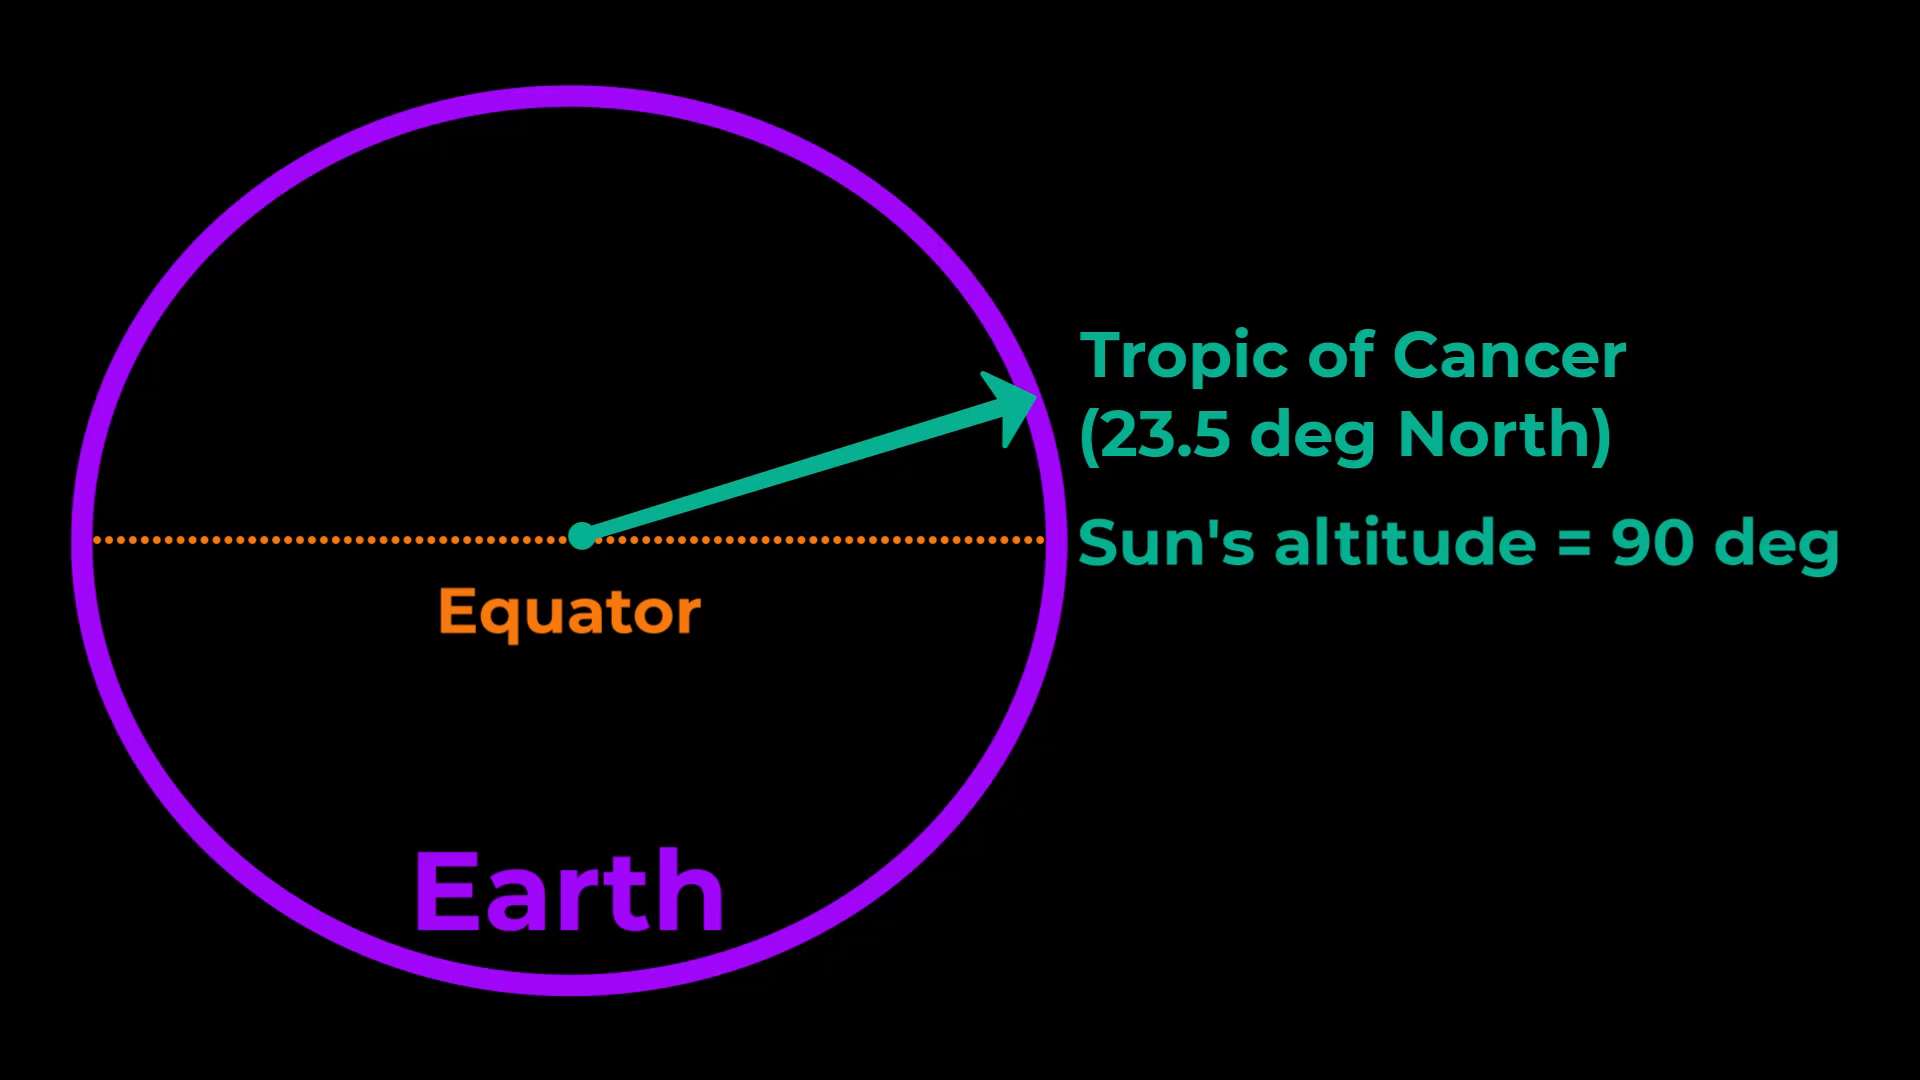 Tropic of Cancer
(23.5 deg North)
Sun's altitude = 90 deg
Equator
Earth